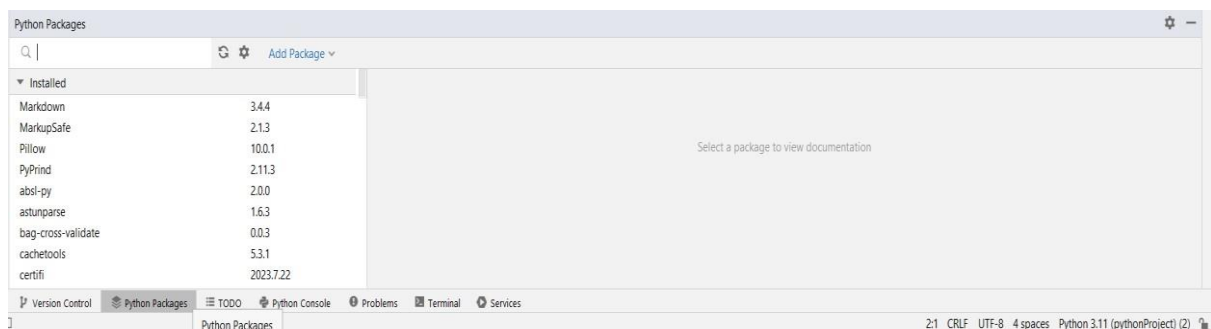 Python Packages
Add Package
Installed
Markdown 3.4.4
MarkupSafe 2.1.3
Pillow 10.0.1
Select a package to view documentation
PyPrind 2.11.3
absl-py 2.0.0
astunparse 1.6.3
bag-cross-validate 0.0.3
cachetools 5.3.1
certifi 2023.7.22
Version Control Python Packages TODO Python Console Problems Terminal Services
Python Packages
2:1 CRLF UTF-8 4 spaces Python 3.11 (pythonProject) (2)